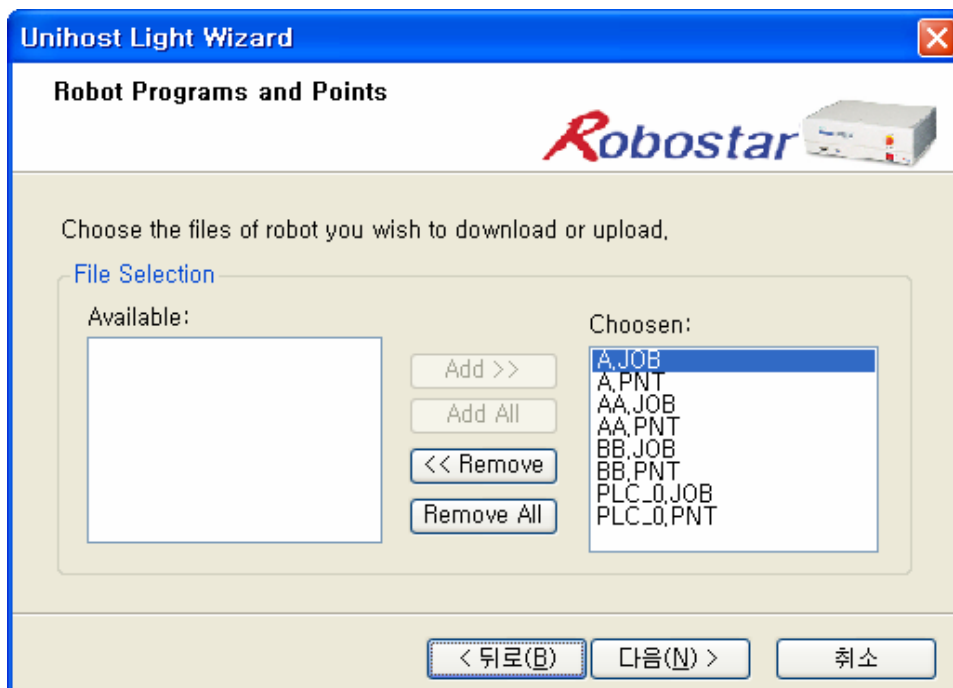 Unihost Light Wizard
Robot Programs and Points
Robostar
Choose the files of robot you wish to download or upload,
File Selection
Available:
Choosen:
Add >>
Add All
<< Remove
Remove All
A,JOB
A,PNT
AA,JOB
AA,PNT
BB,JOB
BB,PNT
PLC_0,JOB
PLC_0,PNT
< 뒤로(B)
다음(N) >
취소